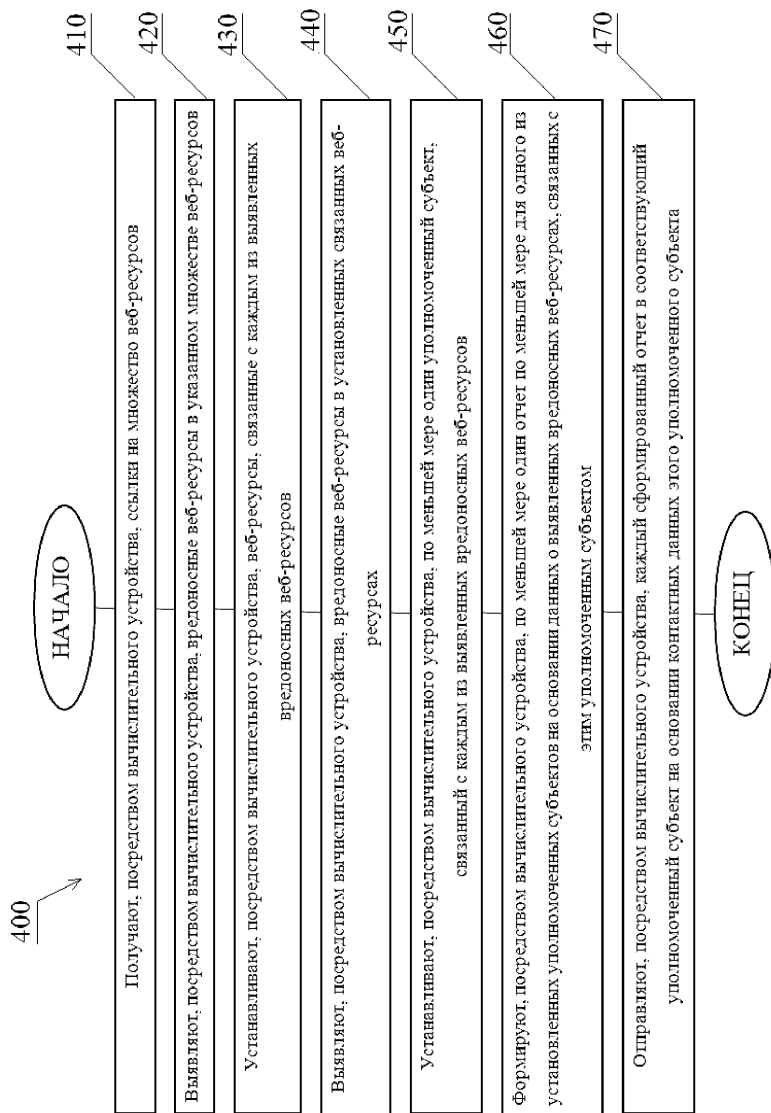 400
НАЧАЛО
410
Получают, посредством вычислительного устройства, ссылки на множество веб-ресурсов
420
Выявляют, посредством вычислительного устройства, вредоносные веб-ресурсы в указанном множестве веб-ресурсов
430
Устанавливают, посредством вычислительного устройства, веб-ресурсы, связанные с каждым из выявленных
вредоносных веб-ресурсов
440
Выявляют, посредством вычислительного устройства, вредоносные веб-ресурсы в установленных связанных веб-
ресурсах
450
Устанавливают, посредством вычислительного устройства, по меньшей мере один уполномоченный субъект,
связанный с каждым из выявленных вредоносных веб-ресурсов
460
Формируют, посредством вычислительного устройства, по меньшей мере один отчет по меньшей мере для одного из
установленных уполномоченных субъектов на основании данных о выявленных вредоносных веб-ресурсах, связанных с
этим уполномоченным субъектом
470
Отправляют, посредством вычислительного устройства, каждый сформированный отчет в соответствующий
уполномоченный субъект на основании контактных данных этого уполномоченного субъекта
КОНЕЦ